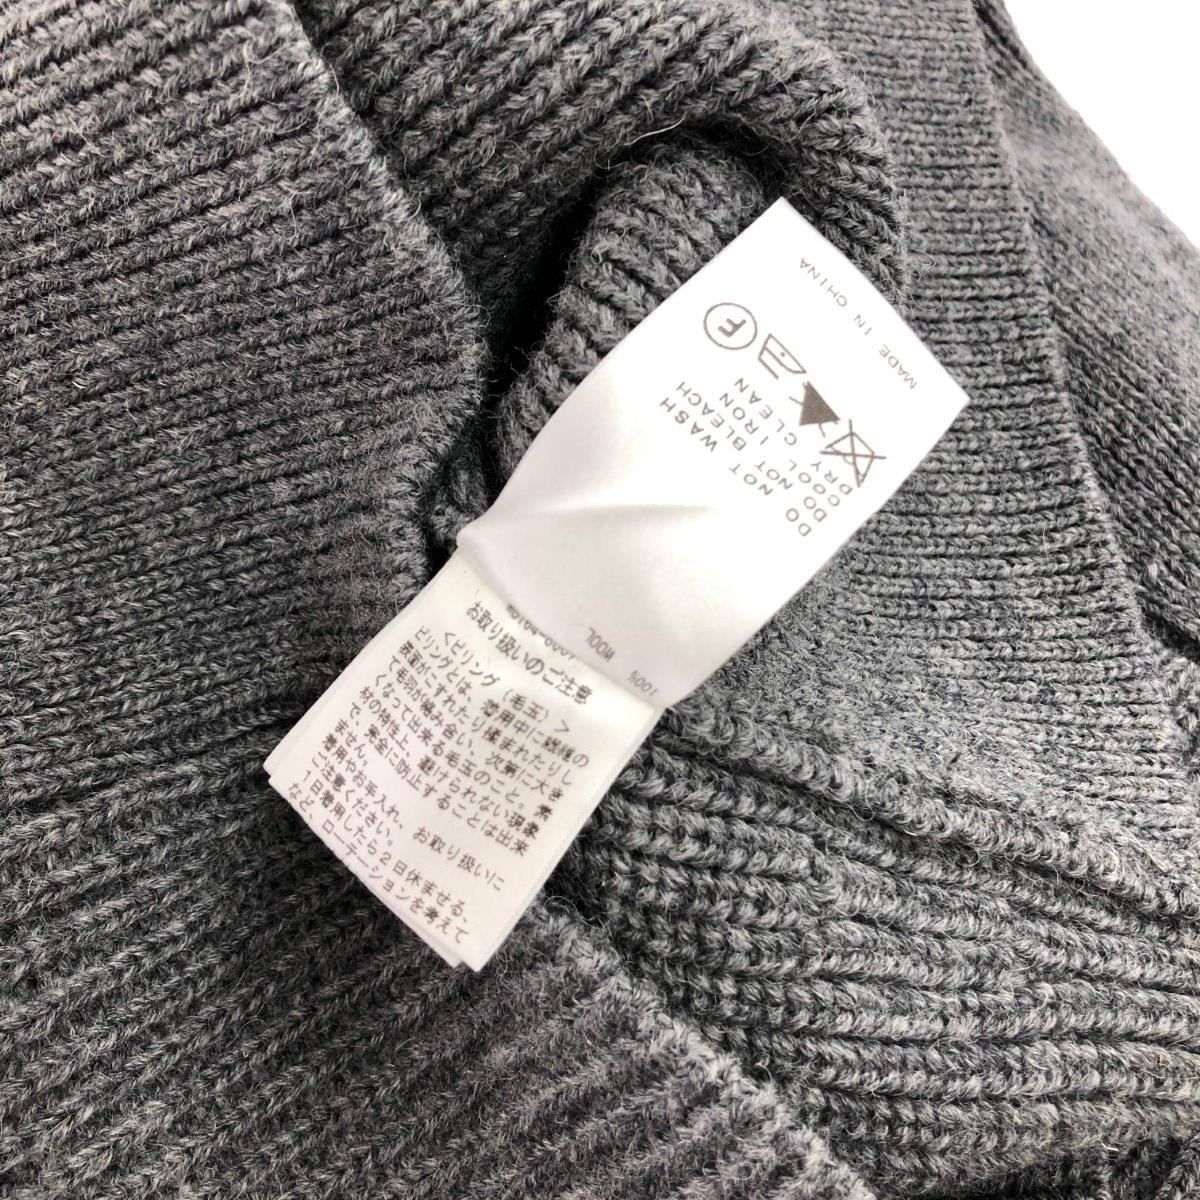 お取り扱いのご注意
<ピリング（毛玉）>
ピリングとは、着用中に繊維の
表面がこすれたり揉まれたりし
て毛羽が絡み合い、次第に大き
くなって出来る毛玉のこと。素
材の特性上、避けられない現象
で、完全に防止することは出来
ません。
着用やお手入れ、お取り扱いに
ご注意ください。
1日着用したら2日休ませる、
など、ローテーションを考えて
100%
WOOL
DO NOT WASH
DO NOT BLEACH
COOL IRON
DRY CLEAN
F
MADE IN CHINA